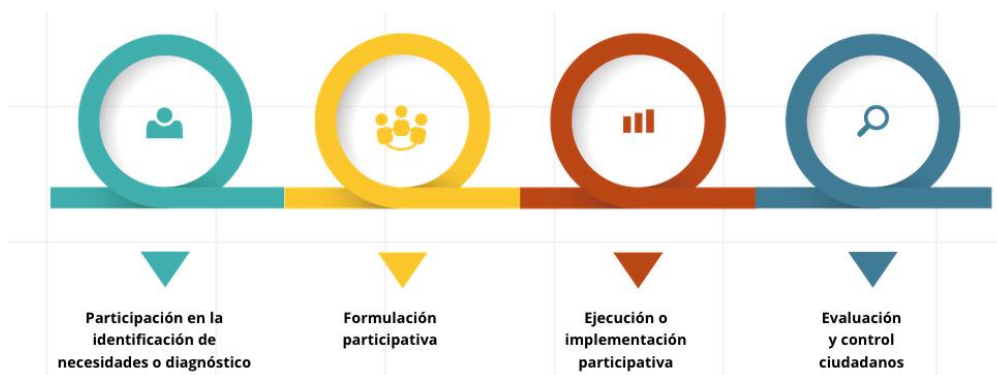 Participación en la
identificación de
necesidades o diagnóstico
Formulación
participativa
Ejecución o
implementación
participativa
Evaluación
y control
ciudadanos